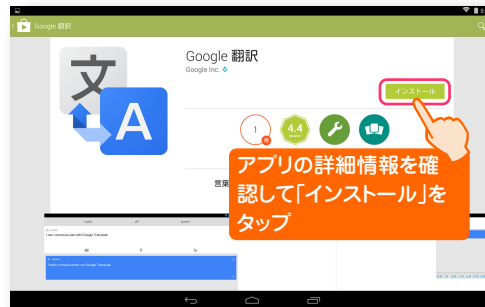 Google 翻訳
Google 翻訳
Google Inc.
インストール
文
A
1
4.4
言葉
アプリの詳細情報を確
認して「インストール」を
タップ
I can communicate with Google Translate